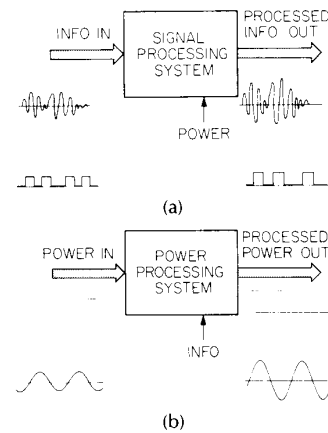 INFO IN
SIGNAL
PROCESSING
SYSTEM
PROCESSED
INFO OUT
POWER
(a)
POWER IN
POWER
PROCESSING
SYSTEM
PROCESSED
POWER OUT
INFO
(b)